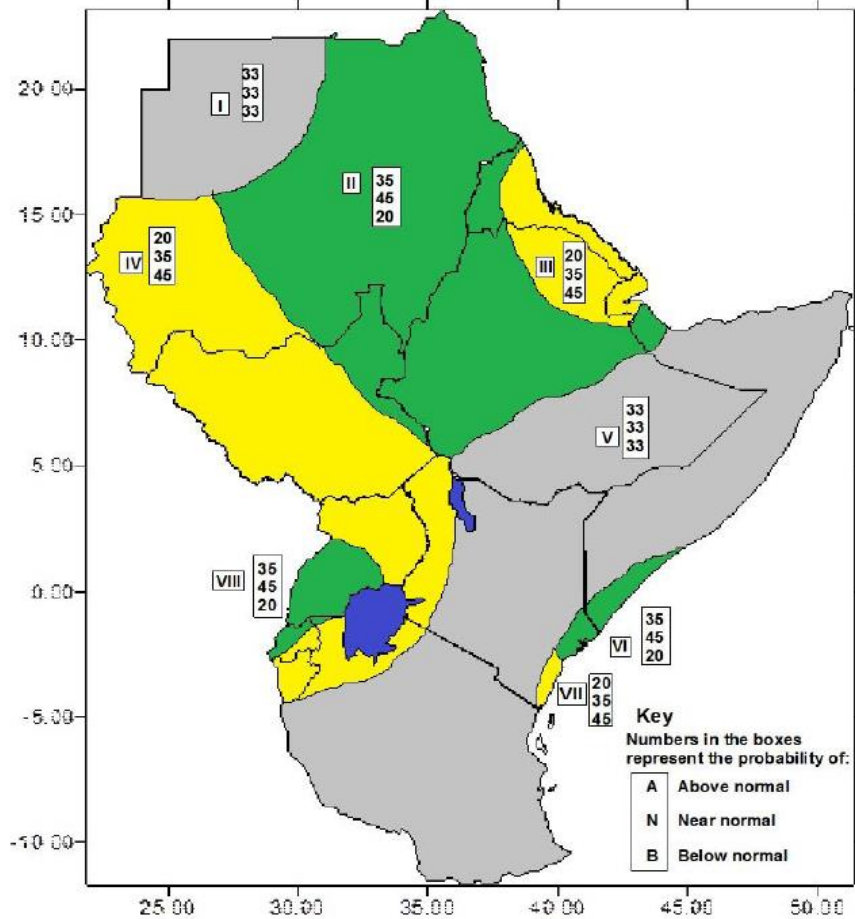 20.00
15.00
10.00
5.00
0.00
-5.00
-10.00
25.00 30.00 35.00 40.00 45.00 50.00
I
33
33
33
II
35
45
20
III
20
35
45
IV
20
35
45
V
33
33
33
VI
35
45
20
VII
20
35
45
VIII
35
45
20
Key
Numbers in the boxes
represent the probability of:
A Above normal
N Near normal
B Below normal